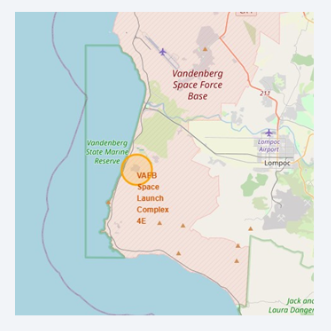 Vandenberg
Space Force
Base
Vandenberg
State Marine
Reserve
Lompoc
Airport
Lompoc
VAFB
Space
Launch
Complex
4E
Jack and
Laura Danger